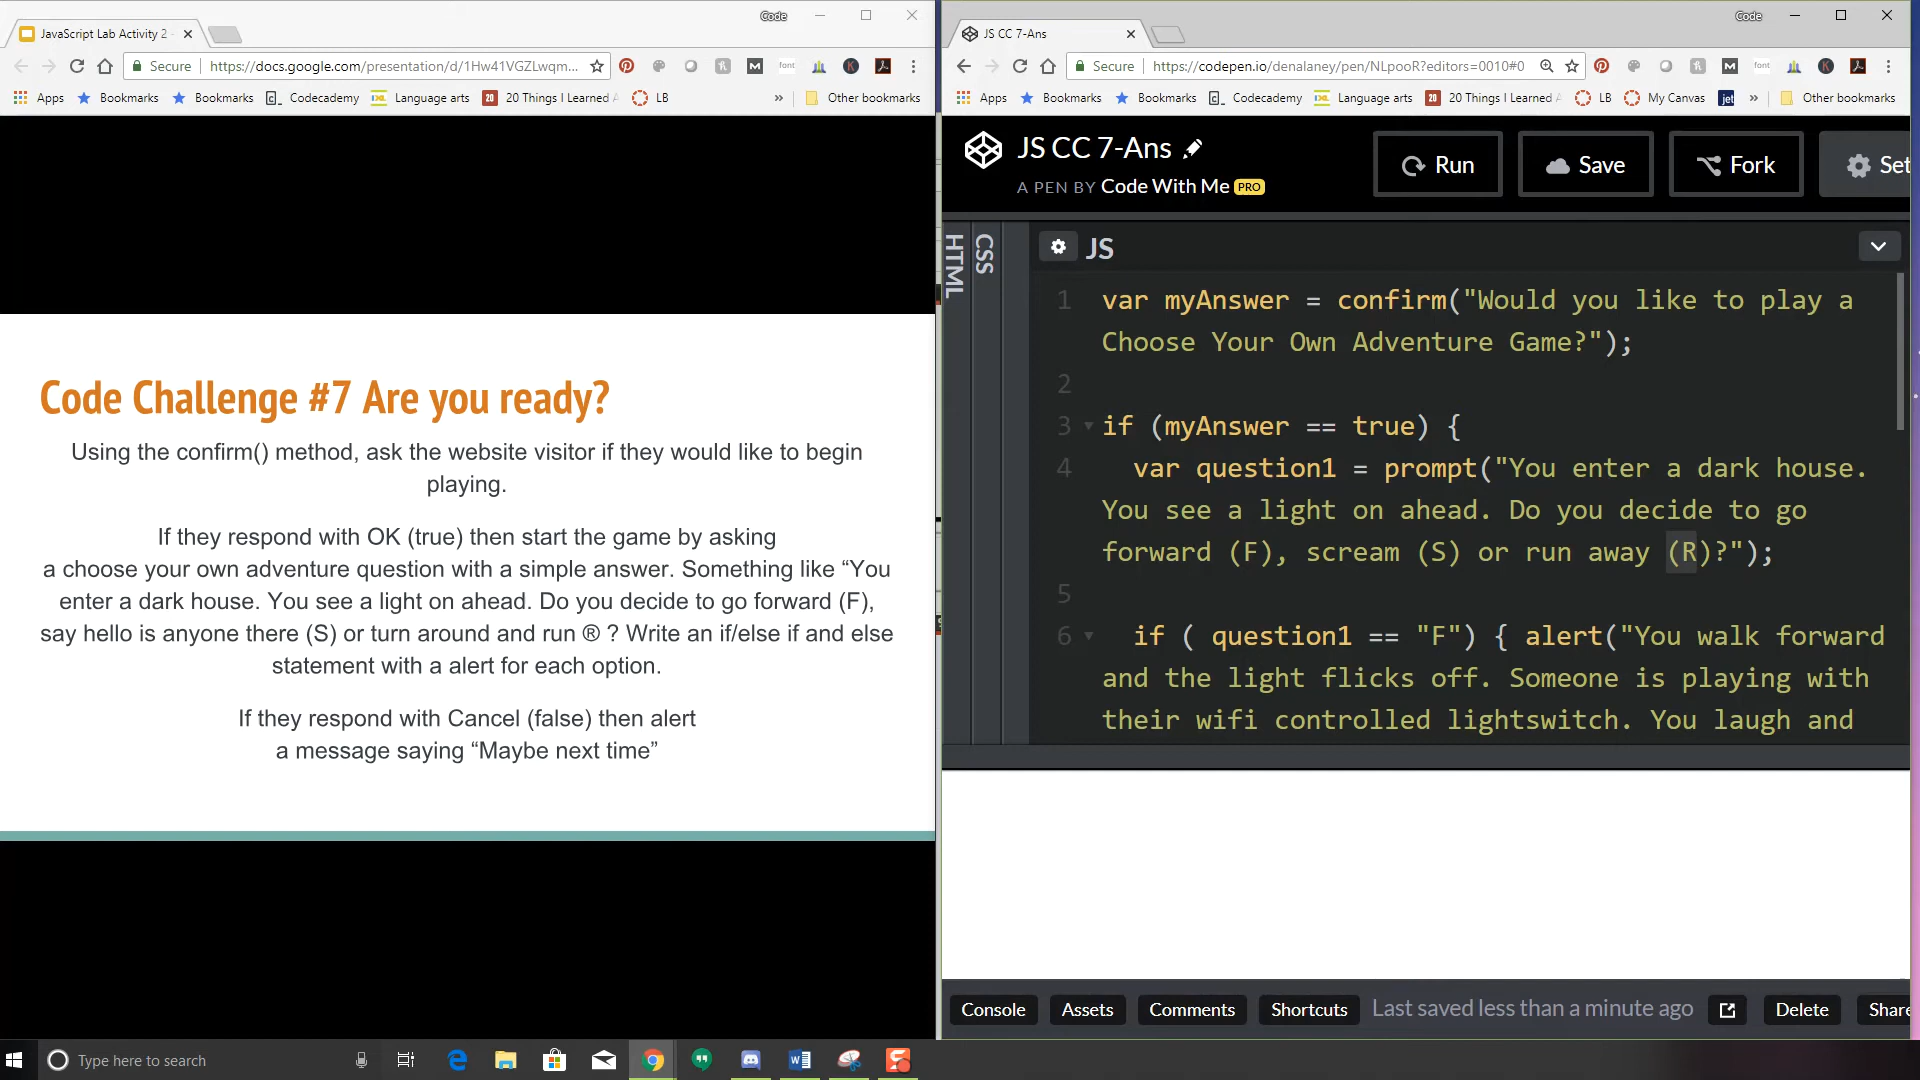 Code
JavaScript Lab Activity 2 -
Secure https://docs.google.com/presentation/d/1Hw41VGZLwqm...
Apps Bookmarks Bookmarks Codecademy Language arts 20 Things I Learned LB » Other bookmarks
Code Challenge #7 Are you ready?
Using the confirm() method, ask the website visitor if they would like to begin
playing.
If they respond with OK (true) then start the game by asking
a choose your own adventure question with a simple answer. Something like “You
enter a dark house. You see a light on ahead. Do you decide to go forward (F),
say hello is anyone there (S) or turn around and run ® ? Write an if/else if and else
statement with a alert for each option.
If they respond with Cancel (false) then alert
a message saying “Maybe next time”
Code
JS CC 7-Ans
Secure https://codepen.io/denalaney/pen/NLpooR?editors=0010#0
Apps Bookmarks Bookmarks Codecademy Language arts 20 Things I Learned LB My Canvas jet » Other bookmarks
JS CC 7-Ans
A PEN BY Code With Me PRO
Run Save Fork Set
HTML
CSS
JS
1 var myAnswer = confirm("Would you like to play a
Choose Your Own Adventure Game?");
2
3 if (myAnswer == true) {
4 var question1 = prompt("You enter a dark house.
You see a light on ahead. Do you decide to go
forward (F), scream (S) or run away (R)?");
5
6 if ( question1 == "F") { alert("You walk forward
and the light flicks off. Someone is playing with
their wifi controlled lightswitch. You laugh and
Console Assets Comments Shortcuts Last saved less than a minute ago Delete Share
Type here to search